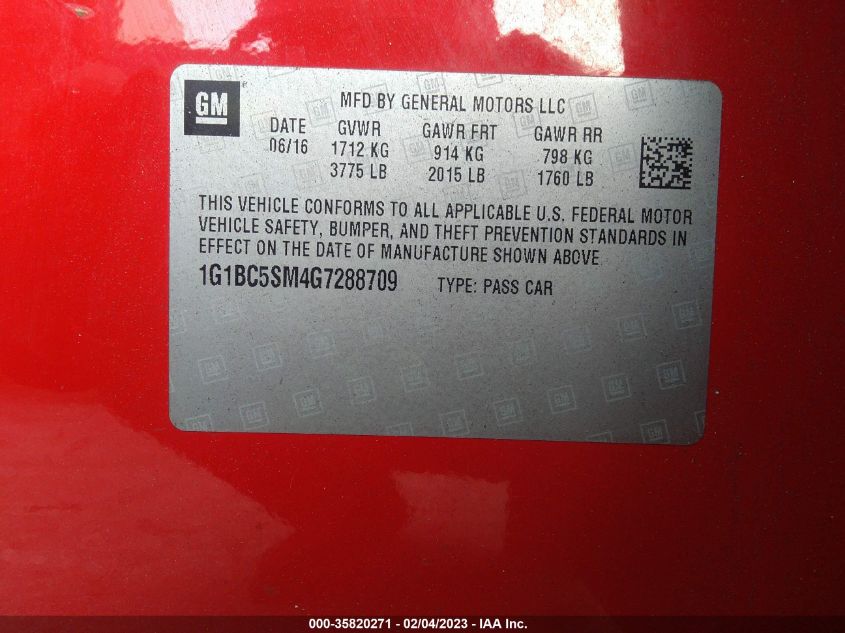 GM
MFD BY GENERAL MOTORS LLC
DATE GVWR GAWR FRT GAWR RR
06/16 1712 KG 914 KG 798 KG
3775 LB 2015 LB 1760 LB
THIS VEHICLE CONFORMS TO ALL APPLICABLE U.S. FEDERAL MOTOR
VEHICLE SAFETY, BUMPER, AND THEFT PREVENTION STANDARDS IN
EFFECT ON THE DATE OF MANUFACTURE SHOWN ABOVE.
1G1BC5SM4G7288709 TYPE: PASS CAR
000-35820271 - 02/04/2023 - IAA Inc.